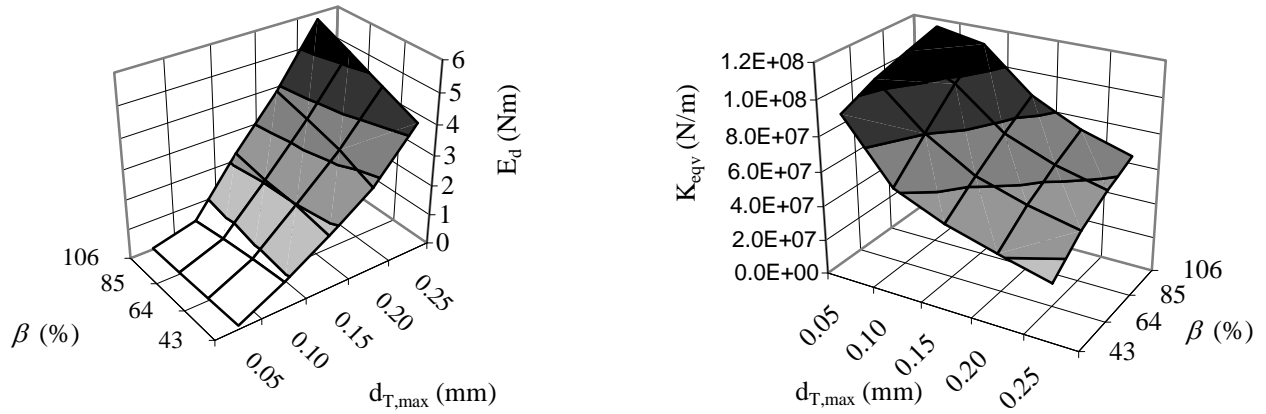 6
5
4
3
2
1
0
E_d (Nm)
106
85
64
43
β (%)
0.05
0.10
0.15
0.20
0.25
d_T,max (mm)
1.2E+08
1.0E+08
8.0E+07
6.0E+07
4.0E+07
2.0E+07
0.0E+00
K_eqv (N/m)
0.05
0.10
0.15
0.20
0.25
d_T,max (mm)
106
85
64
43
β (%)